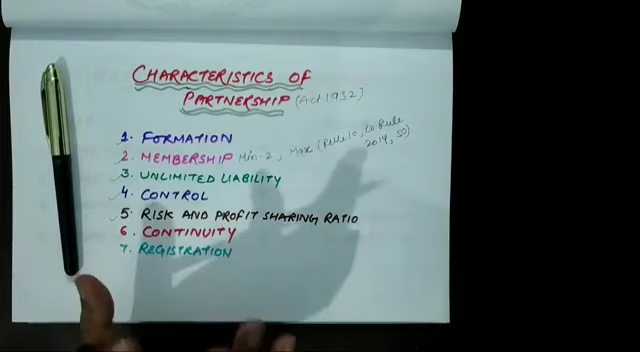 CHARACTERISTICS OF
PARTNERSHIP (Act 1932)
1. FORMATION
2. MEMBERSHIP Min-2, MAX (Rule 10, Co Rule
2014, 50)
3. UNLIMITED LIABILITY
4. CONTROL
5. RISK AND PROFIT SHARING RATIO
6. CONTINUITY
7. REGISTRATION